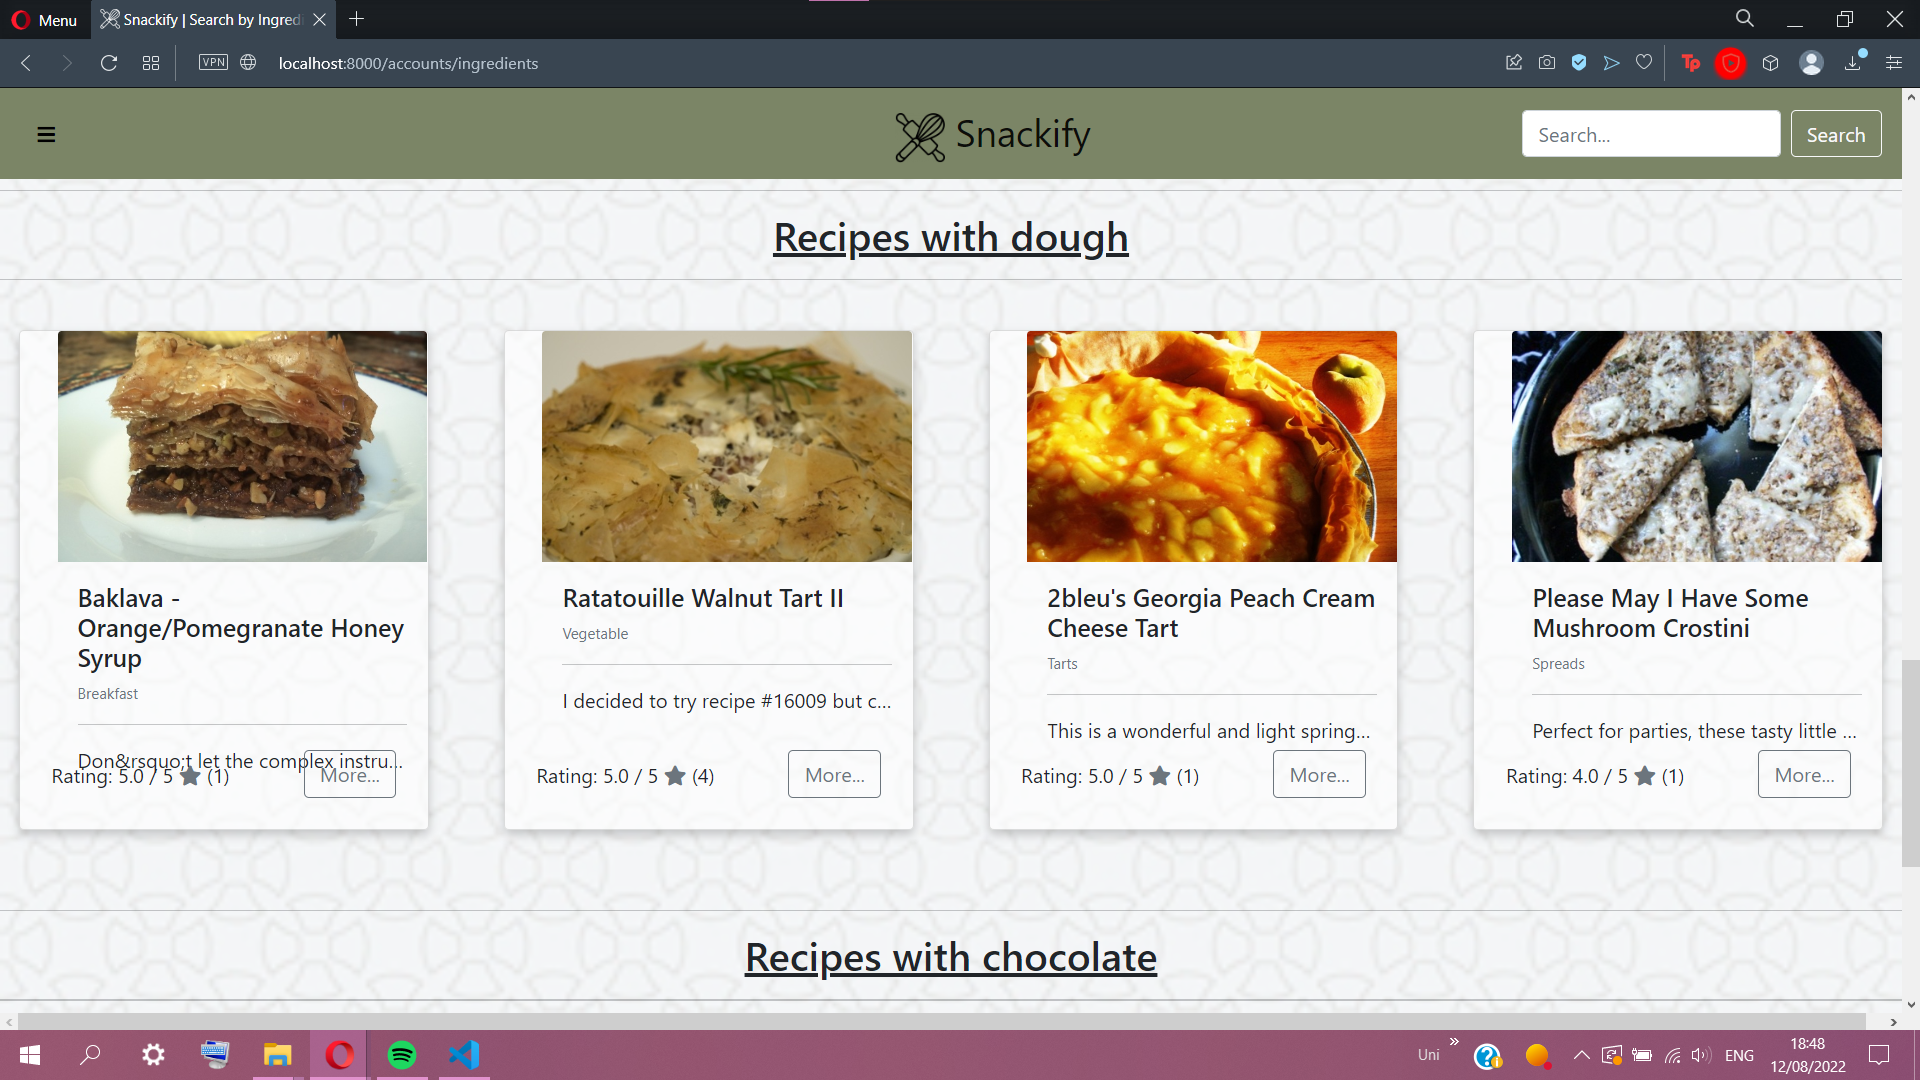 Menu
Snackify | Search by Ingredi
VPN
localhost:8000/accounts/ingredients
Tp
Snackify
Search...
Search
Recipes with dough
Baklava -
Orange/Pomegranate Honey
Syrup
Breakfast
Don&rsquo;t let the complex instru...
Rating: 5.0 / 5 (1)
More...
Ratatouille Walnut Tart II
Vegetable
I decided to try recipe #16009 but c...
Rating: 5.0 / 5 (4)
More...
2bleu's Georgia Peach Cream
Cheese Tart
Tarts
This is a wonderful and light spring...
Rating: 5.0 / 5 (1)
More...
Please May I Have Some
Mushroom Crostini
Spreads
Perfect for parties, these tasty little ...
Rating: 4.0 / 5 (1)
More...
Recipes with chocolate
Uni
ENG
18:48
12/08/2022